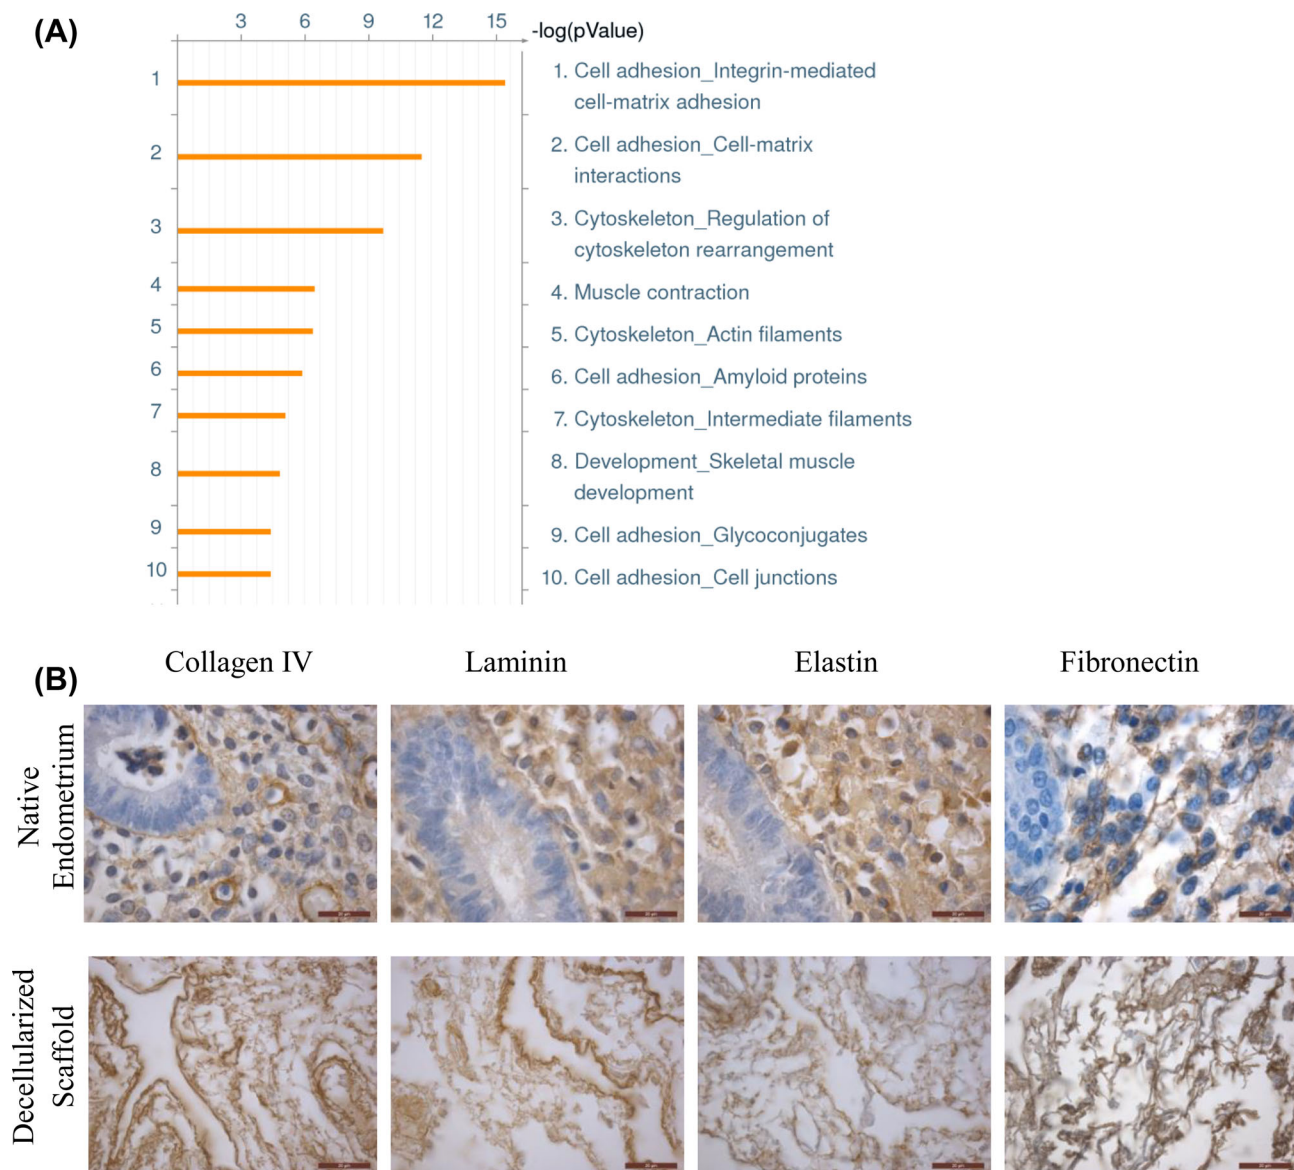 (A)
3 6 9 12 15 -log(pValue)
1 1. Cell adhesion_Integrin-mediated
cell-matrix adhesion
2 2. Cell adhesion_Cell-matrix
interactions
3 3. Cytoskeleton_Regulation of
cytoskeleton rearrangement
4 4. Muscle contraction
5 5. Cytoskeleton_Actin filaments
6 6. Cell adhesion_Amyloid proteins
7 7. Cytoskeleton_Intermediate filaments
8 8. Development_Skeletal muscle
development
9 9. Cell adhesion_Glycoconjugates
10 10. Cell adhesion_Cell junctions
(B)
Collagen IV Laminin Elastin Fibronectin
Native
Endometrium
Decellularized
Scaffold